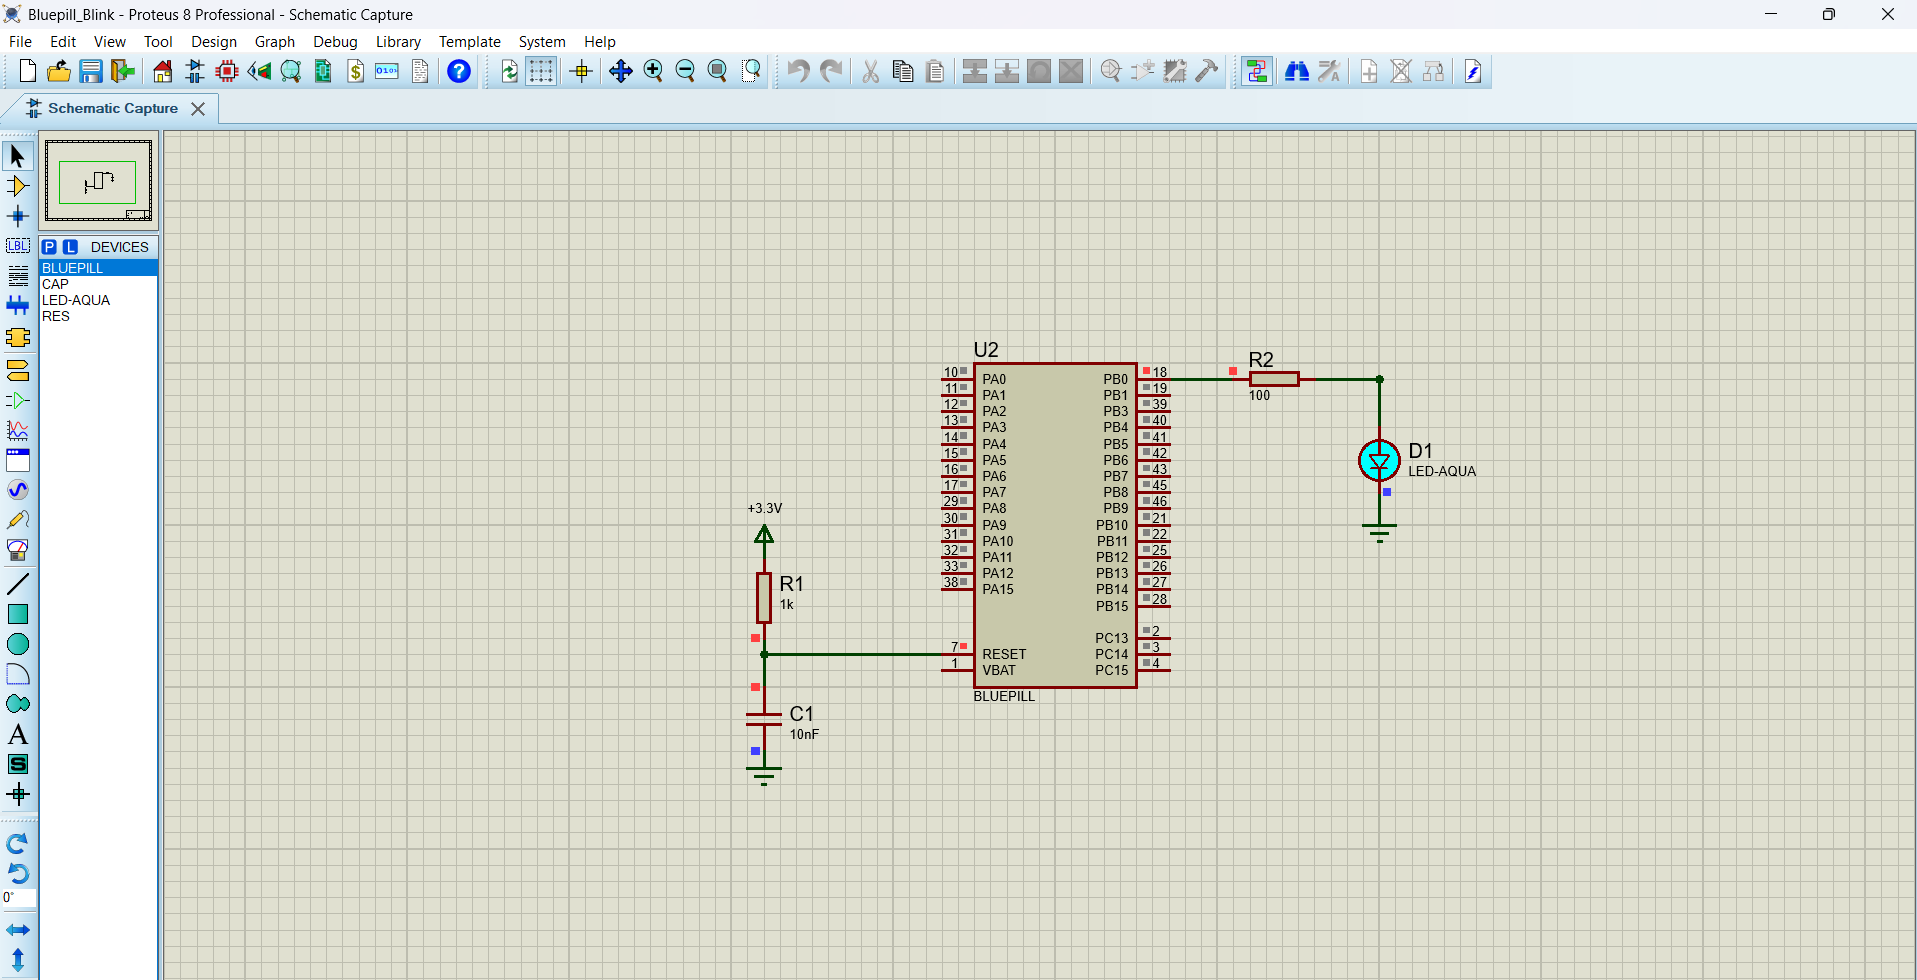 Bluepill_Blink - Proteus 8 Professional - Schematic Capture
File Edit View Tool Design Graph Debug Library Template System Help
Schematic Capture
LBL
P L DEVICES
BLUEPILL
CAP
LED-AQUA
RES
A
S
0°
U2
10 PA0
11 PA1
12 PA2
13 PA3
14 PA4
15 PA5
16 PA6
17 PA7
29 PA8
30 PA9
31 PA10
32 PA11
33 PA12
38 PA15
7 RESET
1 VBAT
PB0 18
PB1 19
PB3 39
PB4 40
PB5 41
PB6 42
PB7 43
PB8 45
PB9 46
PB10 21
PB11 22
PB12 25
PB13 26
PB14 27
PB15 28
PC13 2
PC14 3
PC15 4
BLUEPILL
R2
100
D1
LED-AQUA
+3.3V
R1
1k
C1
10nF